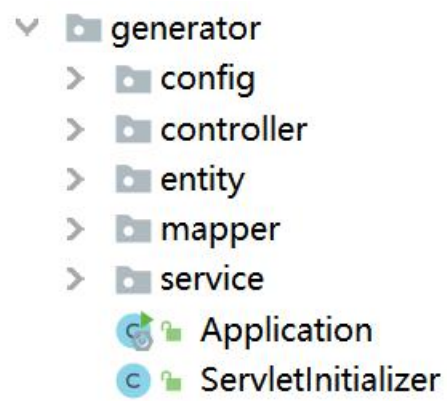 generator
config
controller
entity
mapper
service
Application
ServletInitializer